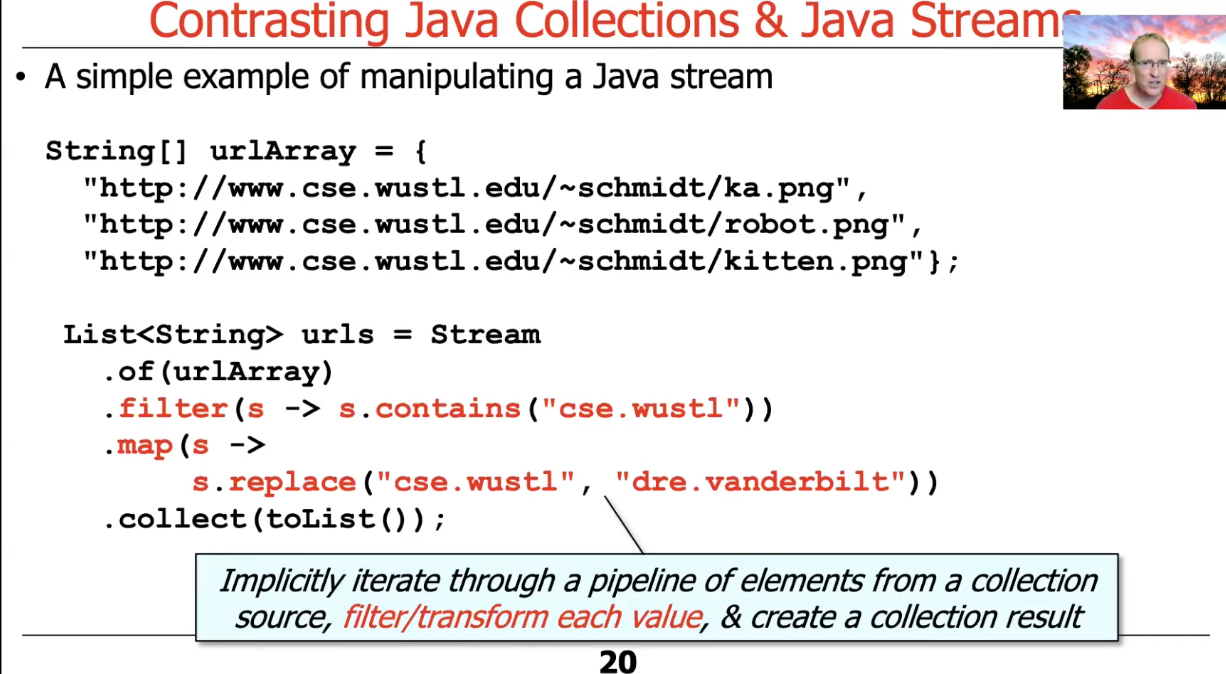 Contrasting Java Collections & Java Streams
• A simple example of manipulating a Java stream
String[] urlArray = {
"http://www.cse.wustl.edu/~schmidt/ka.png",
"http://www.cse.wustl.edu/~schmidt/robot.png",
"http://www.cse.wustl.edu/~schmidt/kitten.png"};
List<String> urls = Stream
.of(urlArray)
.filter(s -> s.contains("cse.wustl"))
.map(s ->
s.replace("cse.wustl", "dre.vanderbilt"))
.collect(toList());
Implicitly iterate through a pipeline of elements from a collection
source, filter/transform each value, & create a collection result
20